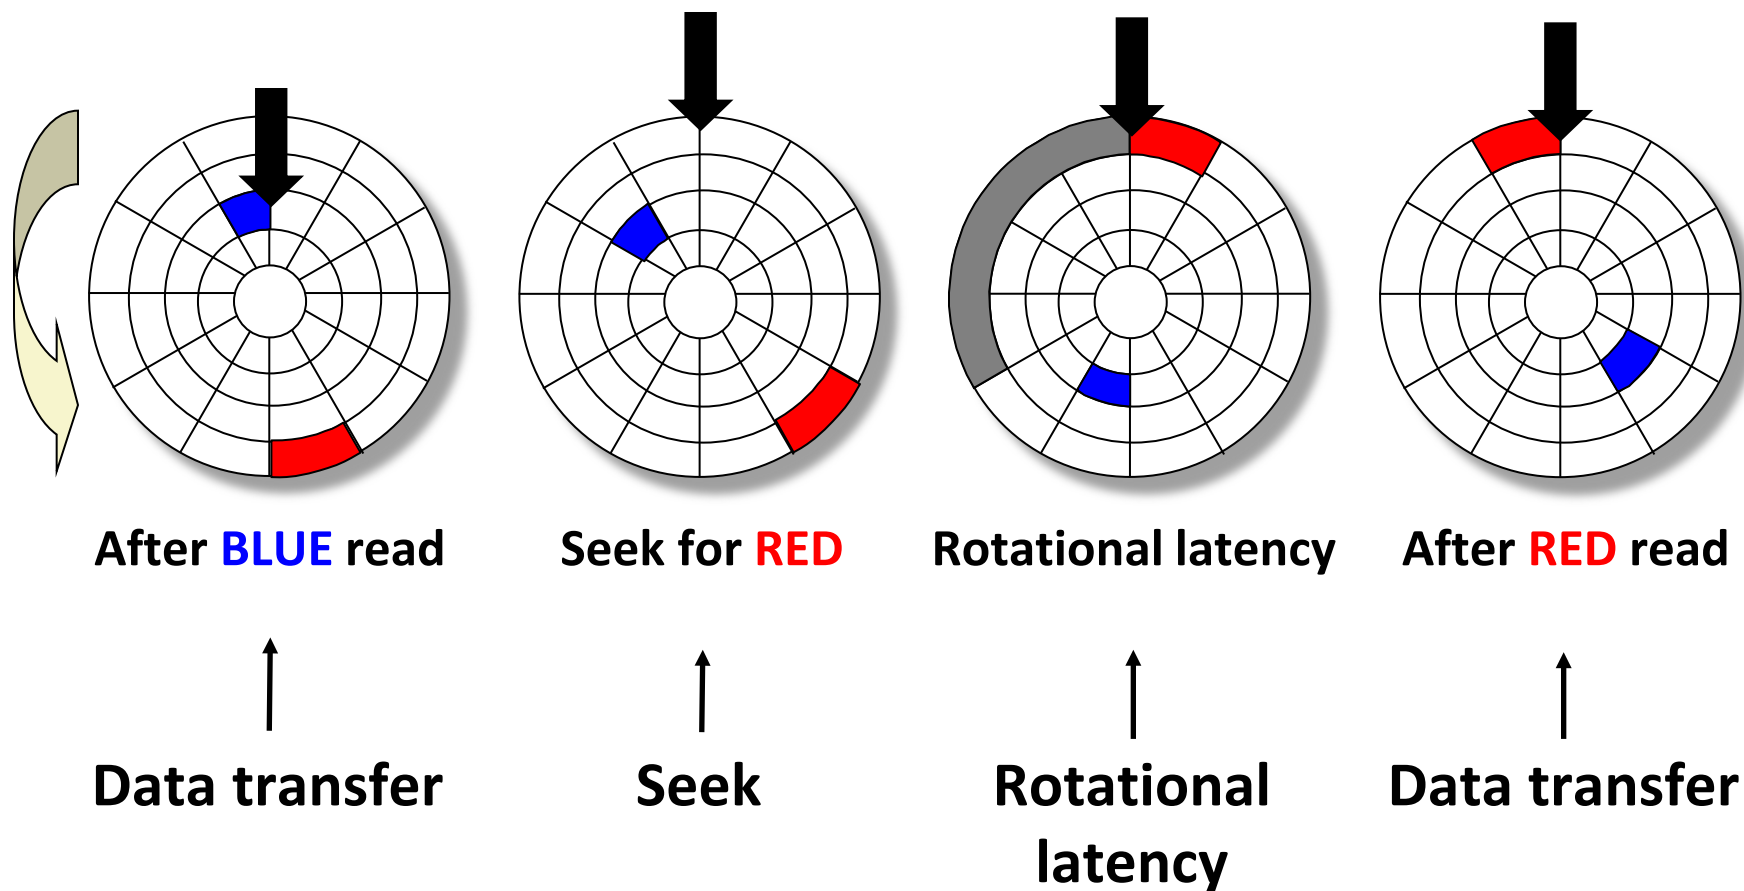 After BLUE read
Seek for RED
Rotational latency
After RED read
Data transfer
Seek
Rotational
latency
Data transfer